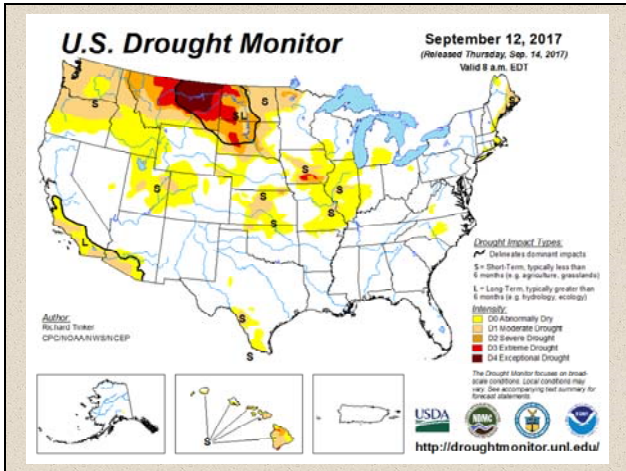 U.S. Drought Monitor
September 12, 2017
(Released Thursday, Sep. 14, 2017)
Valid 8 a.m. EDT
S
S
SL
S
S
S
S
S
S
S
L
S
S
Drought Impact Types:
Delineates dominant impacts
S = Short-Term, typically less than
6 months (e.g. agriculture, grasslands)
L = Long-Term, typically greater than
6 months (e.g. hydrology, ecology)
Intensity:
D0 Abnormally Dry
D1 Moderate Drought
D2 Severe Drought
D3 Extreme Drought
D4 Exceptional Drought
Author:
Richard Tinker
CPC/NOAA/NWS/NCEP
The Drought Monitor focuses on broad-
scale conditions. Local conditions may
vary. See accompanying text summary for
forecast statements.
S
USDA
NDMC
http://droughtmonitor.unl.edu/